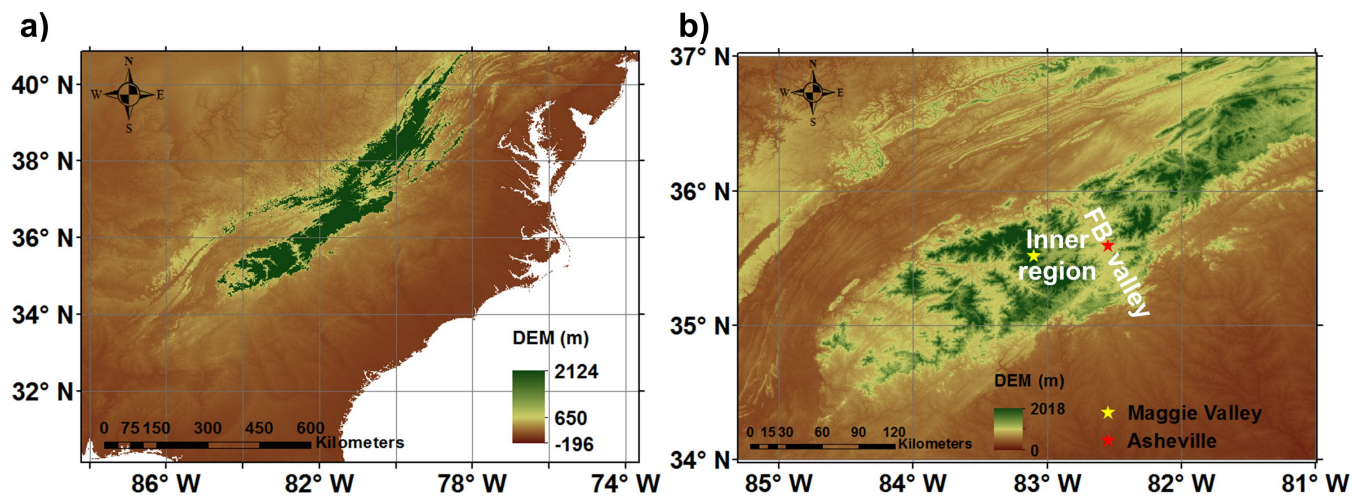 a)
40° N
38° N
36° N
34° N
32° N
86° W
82° W
78° W
74° W
N
W
E
S
DEM (m)
2124
650
-196
0 75 150 300 450 600
Kilometers
b)
37° N
36° N
35° N
34° N
85° W
84° W
83° W
82° W
81° W
N
W
E
S
Inner
region
FB valley
DEM (m)
2018
0
0 15 30 60 90 120
Kilometers
Maggie Valley
Asheville